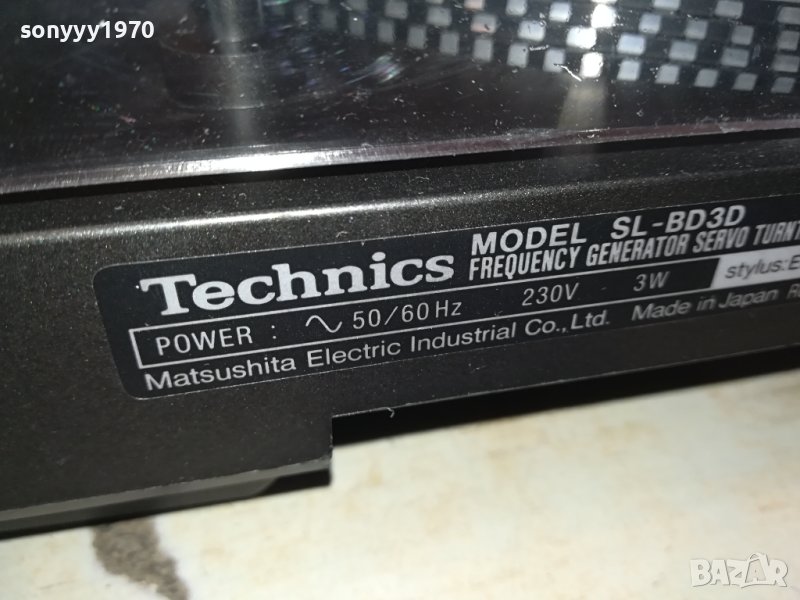 sonyyy1970
Technics MODEL SL-BD3D
FREQUENCY GENERATOR SERVO
POWER : ∿ 50/60Hz 230V 3W stylus:
Matsushita Electric Industrial Co.,Ltd. Made in Japan
BAZAR